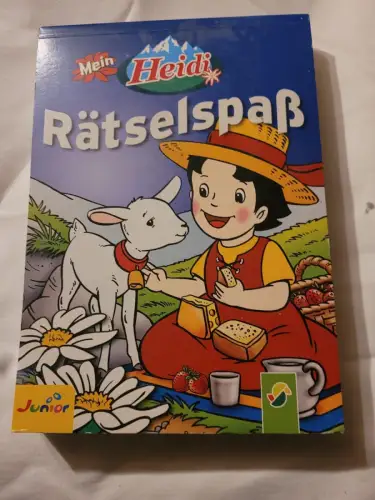 Mein
Heidi
Rätselspaß
Junior